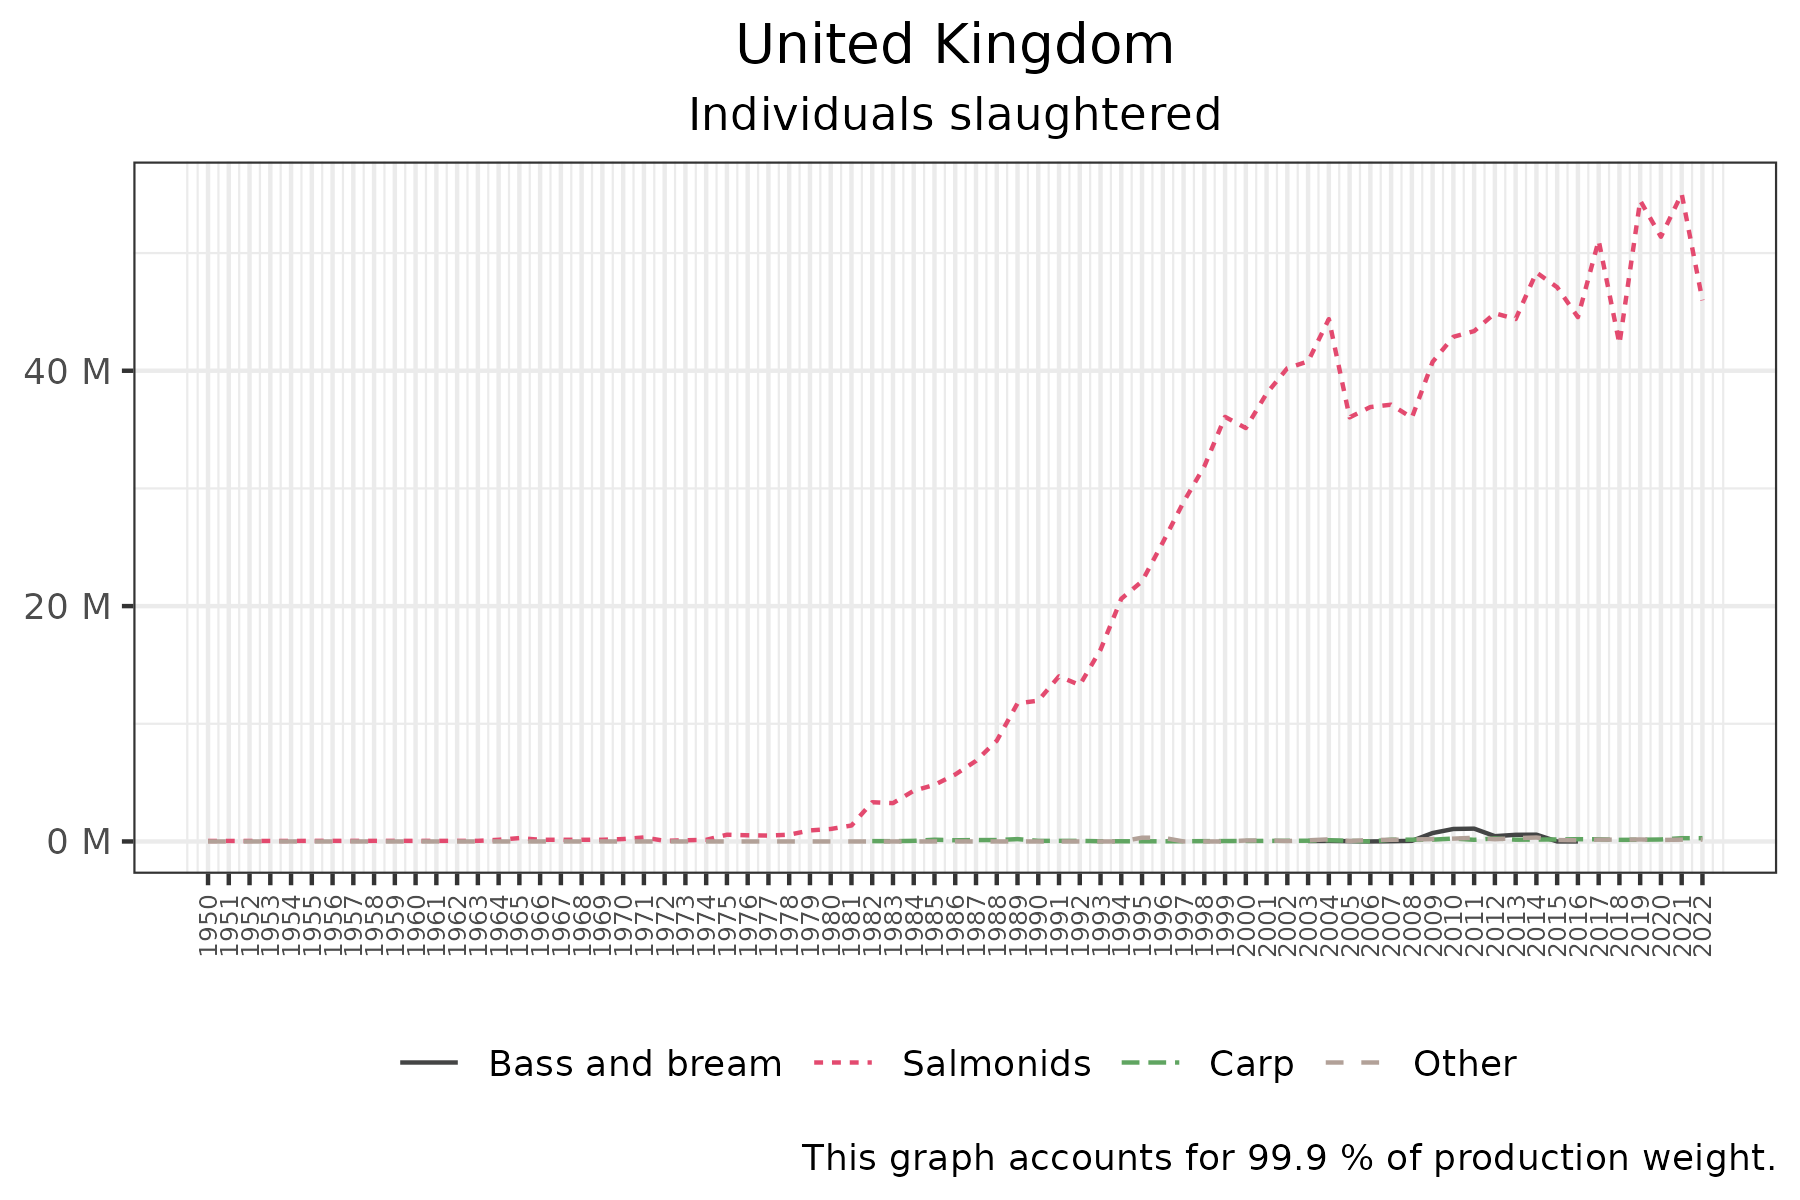 United Kingdom
Individuals slaughtered
40 M
20 M
0 M
1950 1951 1952 1953 1954 1955 1956 1957 1958 1959 1960 1961 1962 1963 1964 1965 1966 1967 1968 1969 1970 1971 1972 1973 1974 1975 1976 1977 1978 1979 1980 1981 1982 1983 1984 1985 1986 1987 1988 1989 1990 1991 1992 1993 1994 1995 1996 1997 1998 1999 2000 2001 2002 2003 2004 2005 2006 2007 2008 2009 2010 2011 2012 2013 2014 2015 2016 2017 2018 2019 2020 2021 2022
Bass and bream Salmonids Carp Other
This graph accounts for 99.9 % of production weight.